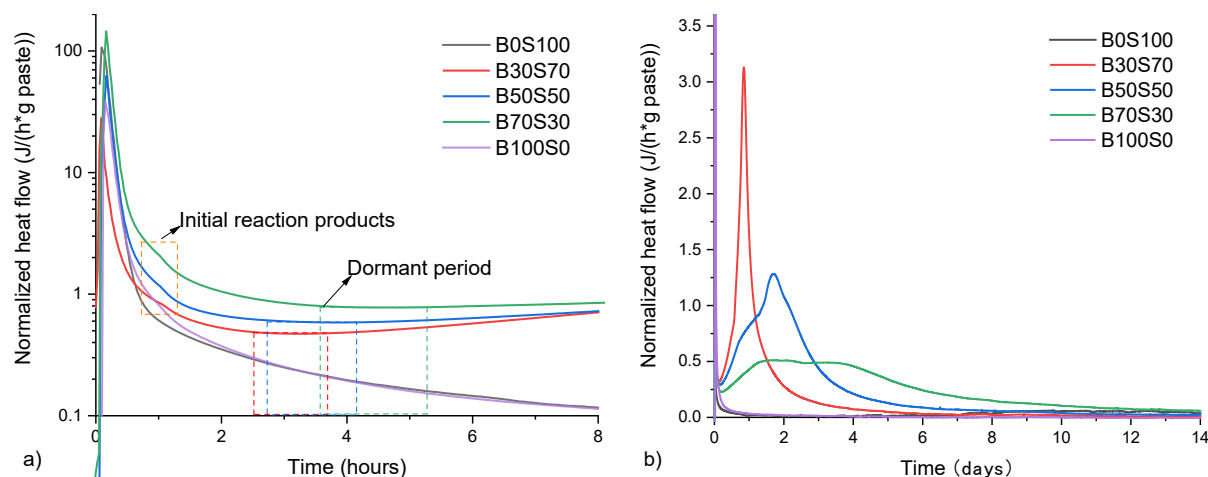 Normalized heat flow (J/(h*g paste))
100
10
1
0.1
B0S100
B30S70
B50S50
B70S30
B100S0
Initial reaction products
Dormant period
0
2
4
6
8
Time (hours)
a)
Normalized heat flow (J/(h*g paste))
3.5
3.0
2.5
2.0
1.5
1.0
0.5
0.0
B0S100
B30S70
B50S50
B70S30
B100S0
0
2
4
6
8
10
12
14
Time (days)
b)